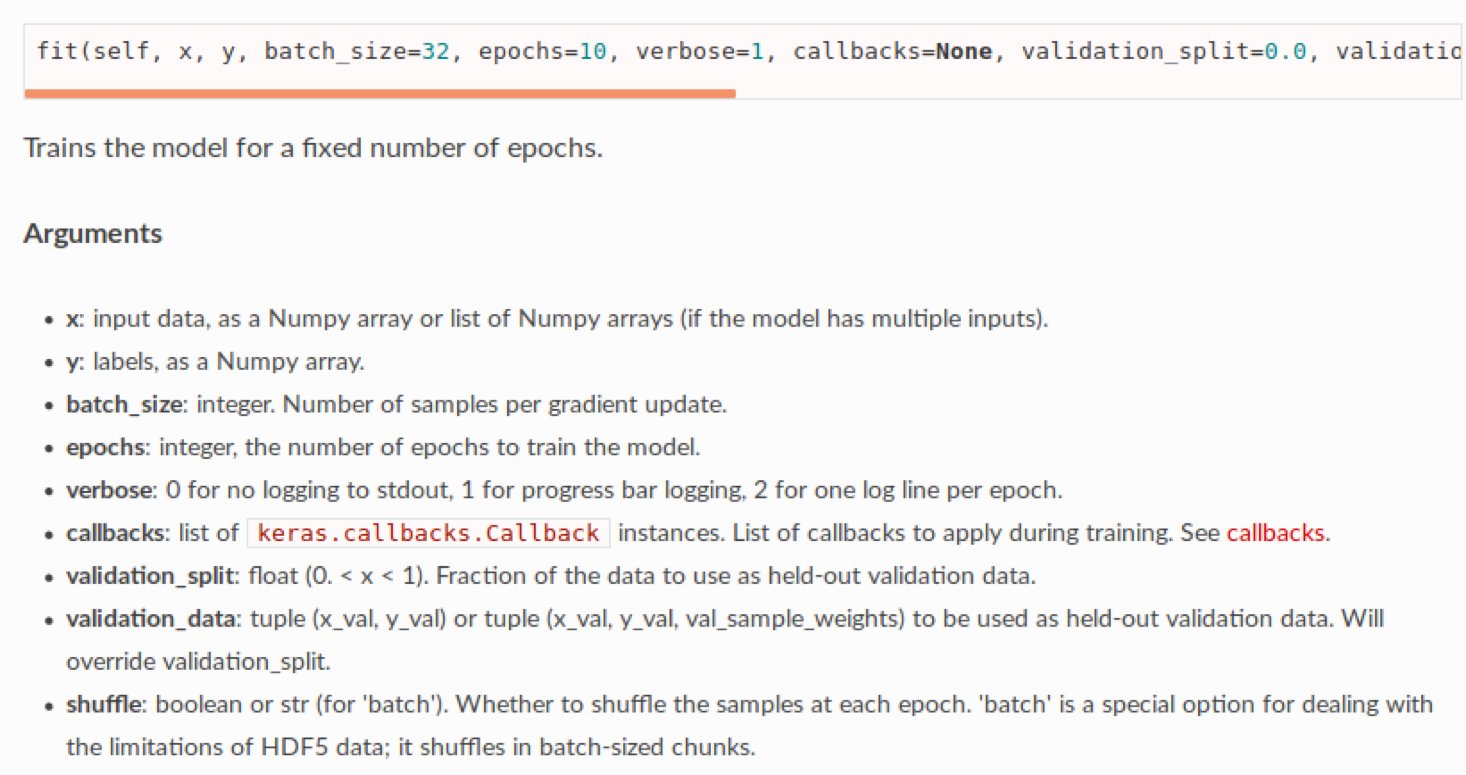 fit(self, x, y, batch_size=32, epochs=10, verbose=1, callbacks=None, validation_split=0.0, validatio
Trains the model for a fixed number of epochs.
Arguments
• x: input data, as a Numpy array or list of Numpy arrays (if the model has multiple inputs).
• y: labels, as a Numpy array.
• batch_size: integer. Number of samples per gradient update.
• epochs: integer, the number of epochs to train the model.
• verbose: 0 for no logging to stdout, 1 for progress bar logging, 2 for one log line per epoch.
• callbacks: list of keras.callbacks.Callback instances. List of callbacks to apply during training. See callbacks.
• validation_split: float (0. < x < 1). Fraction of the data to use as held-out validation data.
• validation_data: tuple (x_val, y_val) or tuple (x_val, y_val, val_sample_weights) to be used as held-out validation data. Will
override validation_split.
• shuffle: boolean or str (for 'batch'). Whether to shuffle the samples at each epoch. 'batch' is a special option for dealing with
the limitations of HDF5 data; it shuffles in batch-sized chunks.